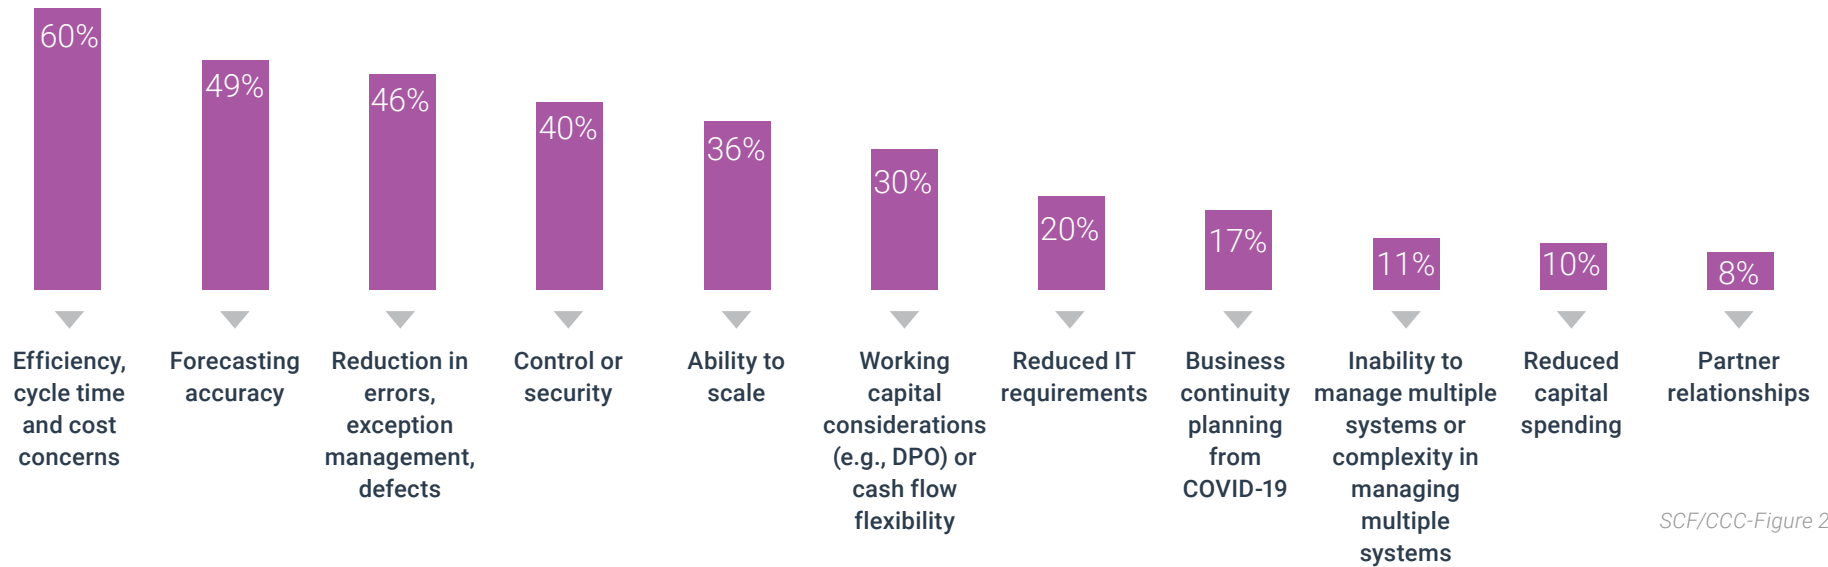 60%
49%
46%
40%
36%
30%
20%
17%
11%
10%
8%
Efficiency,
cycle time
and cost
concerns
Forecasting
accuracy
Reduction in
errors,
exception
management,
defects
Control or
security
Ability to
scale
Working
capital
considerations
(e.g., DPO) or
cash flow
flexibility
Reduced IT
requirements
Business
continuity
planning
from
COVID-19
Inability to
manage multiple
systems or
complexity in
managing
multiple
systems
Reduced
capital
spending
Partner
relationships
SCF/CCC-Figure 2